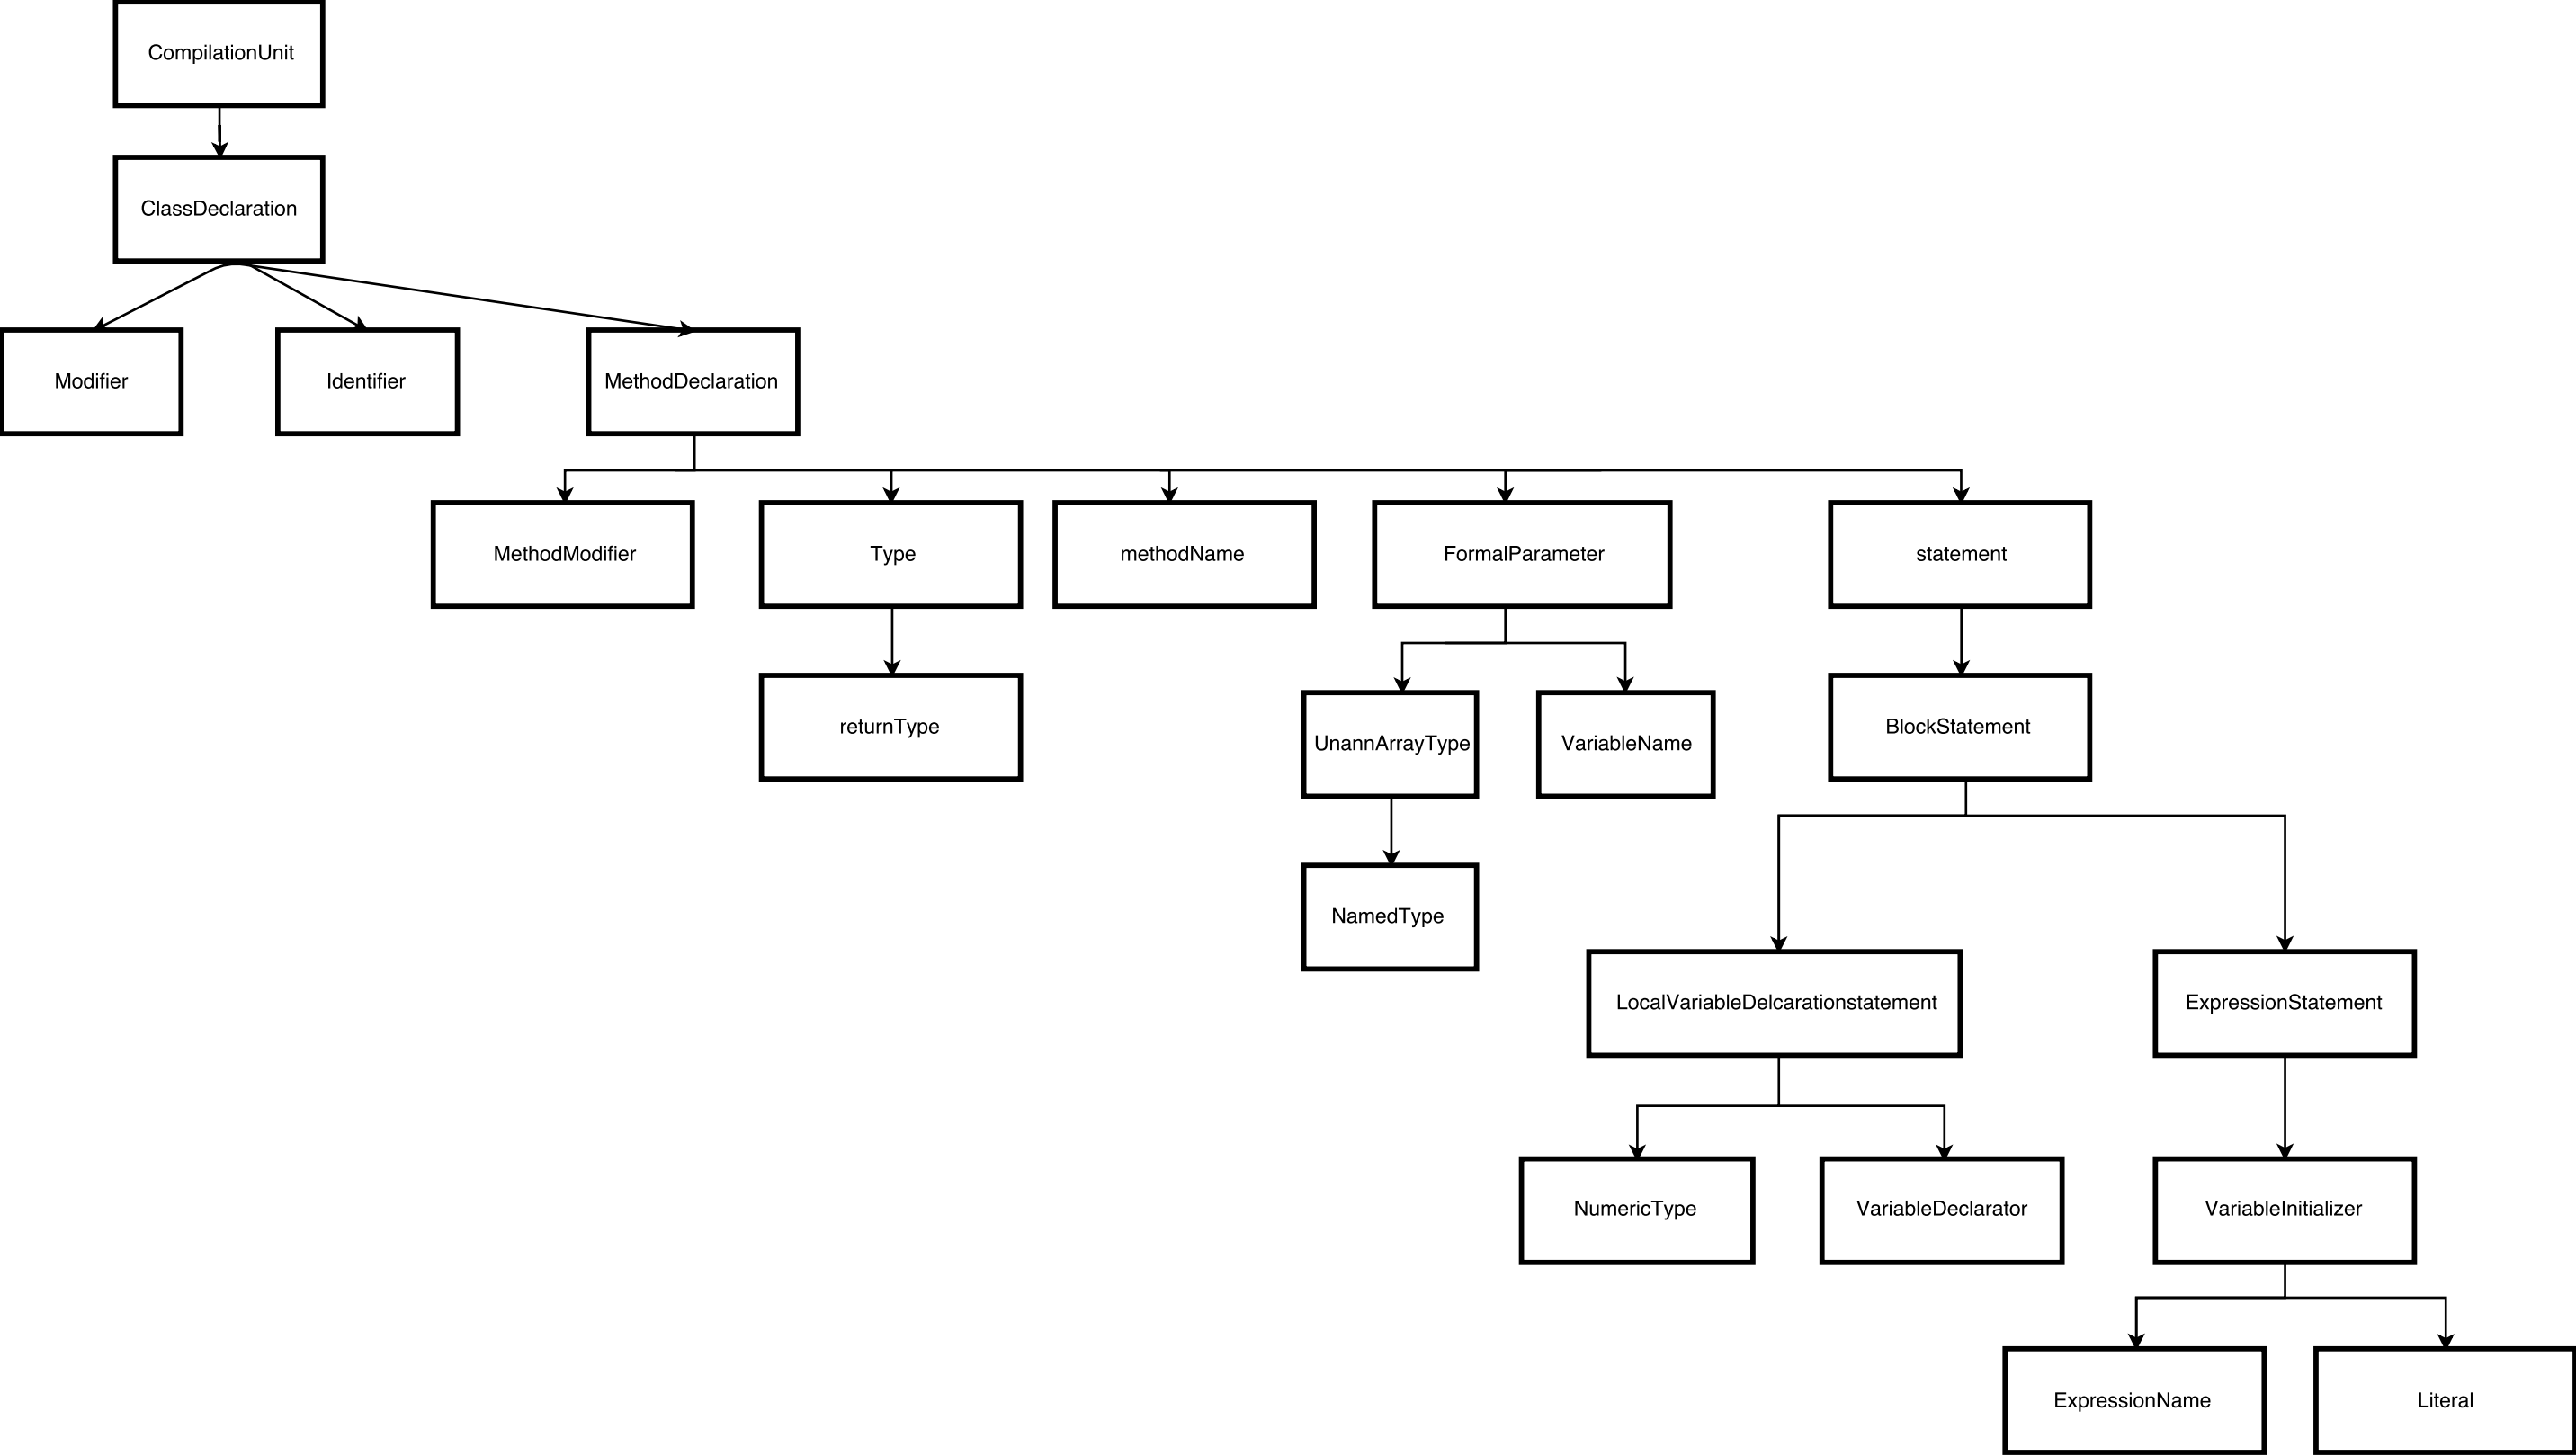 CompilationUnit
ClassDeclaration
Modifier
Identifier
MethodDeclaration
MethodModifier
Type
methodName
FormalParameter
statement
returnType
UnannArrayType
VariableName
BlockStatement
NamedType
LocalVariableDelcarationstatement
ExpressionStatement
NumericType
VariableDeclarator
VariableInitializer
ExpressionName
Literal